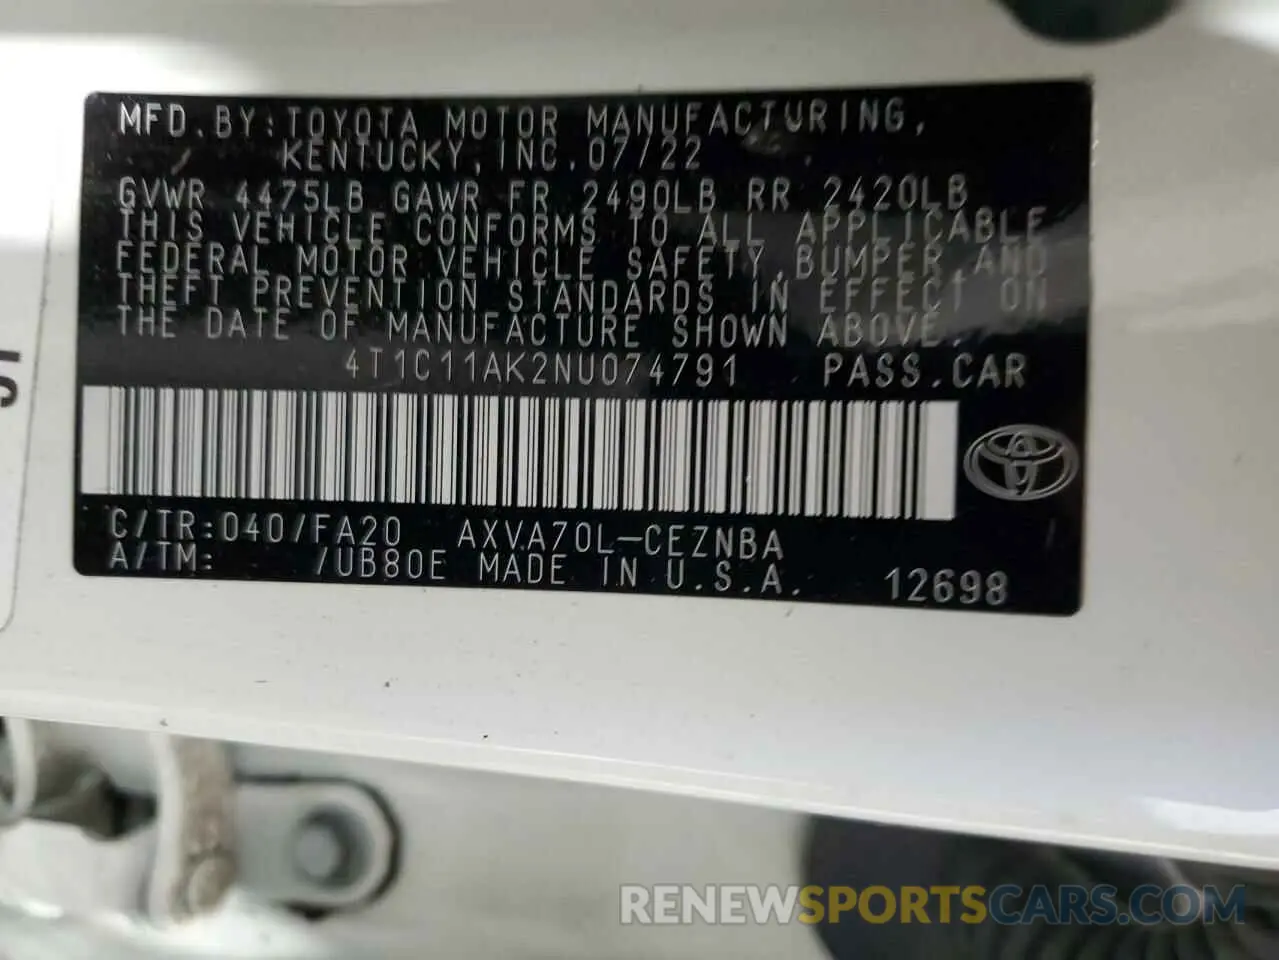 MFD. BY: TOYOTA MOTOR MANUFACTURING,
KENTUCKY, INC. 07/22
GVWR 4475LB GAWR FR 2490LB RR 2420LB
THIS VEHICLE CONFORMS TO ALL APPLICABLE
FEDERAL MOTOR VEHICLE SAFETY, BUMPER, AND
THEFT PREVENTION STANDARDS IN EFFECT ON
THE DATE OF MANUFACTURE SHOWN ABOVE.
4T1C11AK2NU074791 PASS. CAR
C/TR: 040/FA20 AXVA70L-CEZNBA
A/TM: /UB80E MADE IN U.S.A. 12698
RENEWSPORTSCARS.COM